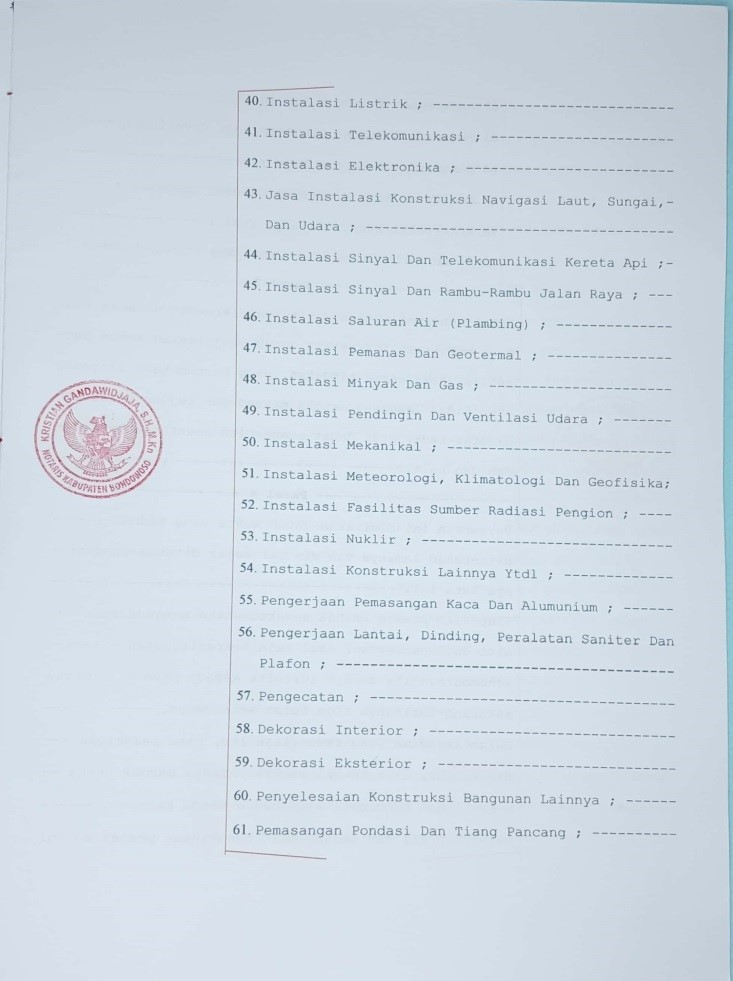 40. Instalasi Listrik ; -----------------------------
41. Instalasi Telekomunikasi ; ----------------------
42. Instalasi Elektronika ; -------------------------
43. Jasa Instalasi Konstruksi Navigasi Laut, Sungai,-
Dan Udara ; -------------------------------------
44. Instalasi Sinyal Dan Telekomunikasi Kereta Api ;-
45. Instalasi Sinyal Dan Rambu-Rambu Jalan Raya ; ---
46. Instalasi Saluran Air (Plambing) ; --------------
47. Instalasi Pemanas Dan Geotermal ; ---------------
48. Instalasi Minyak Dan Gas ; ----------------------
49. Instalasi Pendingin Dan Ventilasi Udara ; -------
50. Instalasi Mekanikal ; ---------------------------
51. Instalasi Meteorologi, Klimatologi Dan Geofisika;
52. Instalasi Fasilitas Sumber Radiasi Pengion ; ----
53. Instalasi Nuklir ; ------------------------------
54. Instalasi Konstruksi Lainnya Ytdl ; -------------
55. Pengerjaan Pemasangan Kaca Dan Alumunium ; ------
56. Pengerjaan Lantai, Dinding, Peralatan Saniter Dan
Plafon ; ----------------------------------------
57. Pengecatan ; ------------------------------------
58. Dekorasi Interior ; -----------------------------
59. Dekorasi Eksterior ; ----------------------------
60. Penyelesaian Konstruksi Bangunan Lainnya ; ------
61. Pemasangan Pondasi Dan Tiang Pancang ; ----------
KRISTIAN GANDAWIDJAJA, S.H., M.Kn
NOTARIS KABUPATEN BONDOWOSO